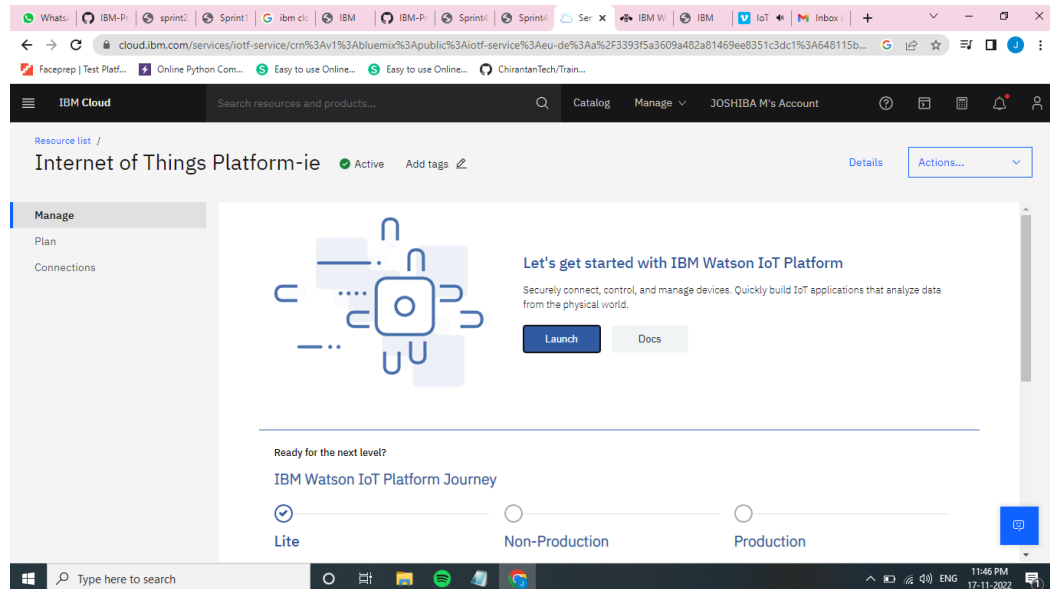 Whats
IBM-Pr
sprint2
Sprint1
ibm clo
IBM
IBM-Pr
Sprint4
Sprint4
Ser
IBM W
IBM
IoT
Inbox (
cloud.ibm.com/services/iotf-service/crn%3Av1%3Abluemix%3Apublic%3Aiotf-service%3Aeu-de%3Aa%2F3393f5a3609a482a81469ee8351c3dc1%3A648115b...
Faceprep | Test Platf...
Online Python Com...
Easy to use Online...
Easy to use Online...
ChirantanTech/Train...
IBM Cloud
Search resources and products...
Catalog
Manage
JOSHIBA M's Account
Resource list /
Internet of Things Platform-ie
Active
Add tags
Details
Actions...
Manage
Plan
Connections
Let's get started with IBM Watson IoT Platform
Securely connect, control, and manage devices. Quickly build IoT applications that analyze data
from the physical world.
Launch
Docs
Ready for the next level?
IBM Watson IoT Platform Journey
Lite
Non-Production
Production
Type here to search
ENG
11:46 PM
17-11-2022